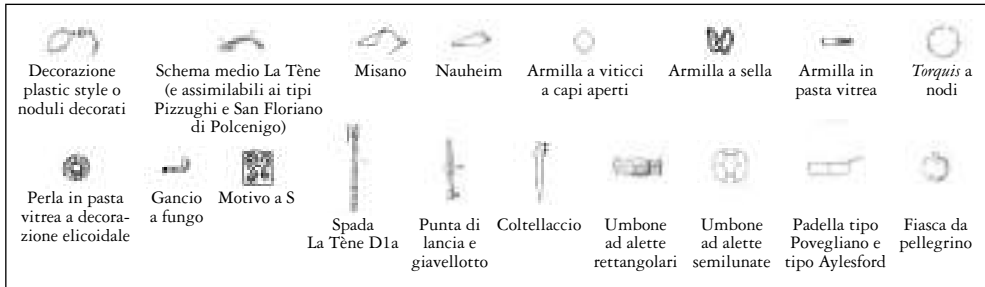 Decorazione
plastic style o
noduli decorati
Schema medio La Tène
(e assimilabili ai tipi
Pizzughi e San Floriano
di Polcenigo)
Misano
Nauheim
Armilla a viticci
a capi aperti
Armilla a sella
Armilla in
pasta vitrea
Torquis a
nodi
Perla in pasta
vitrea a decora-
zione elicoidale
Gancio
a fungo
Motivo a S
Spada
La Tène D1a
Punta di
lancia e
giavellotto
Coltellaccio
Umbone
ad alette
rettangolari
Umbone
ad alette
semilunate
Padella tipo
Povegliano e
tipo Aylesford
Fiasca da
pellegrino